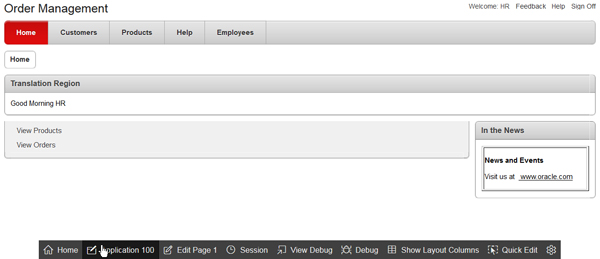 Order Management
Welcome: HR Feedback Help Sign Off
Home Customers Products Help Employees
Home
Translation Region
Good Morning HR
View Products
View Orders
In the News
News and Events
Visit us at www.oracle.com
Home Application 100 Edit Page 1 Session View Debug Debug Show Layout Columns Quick Edit